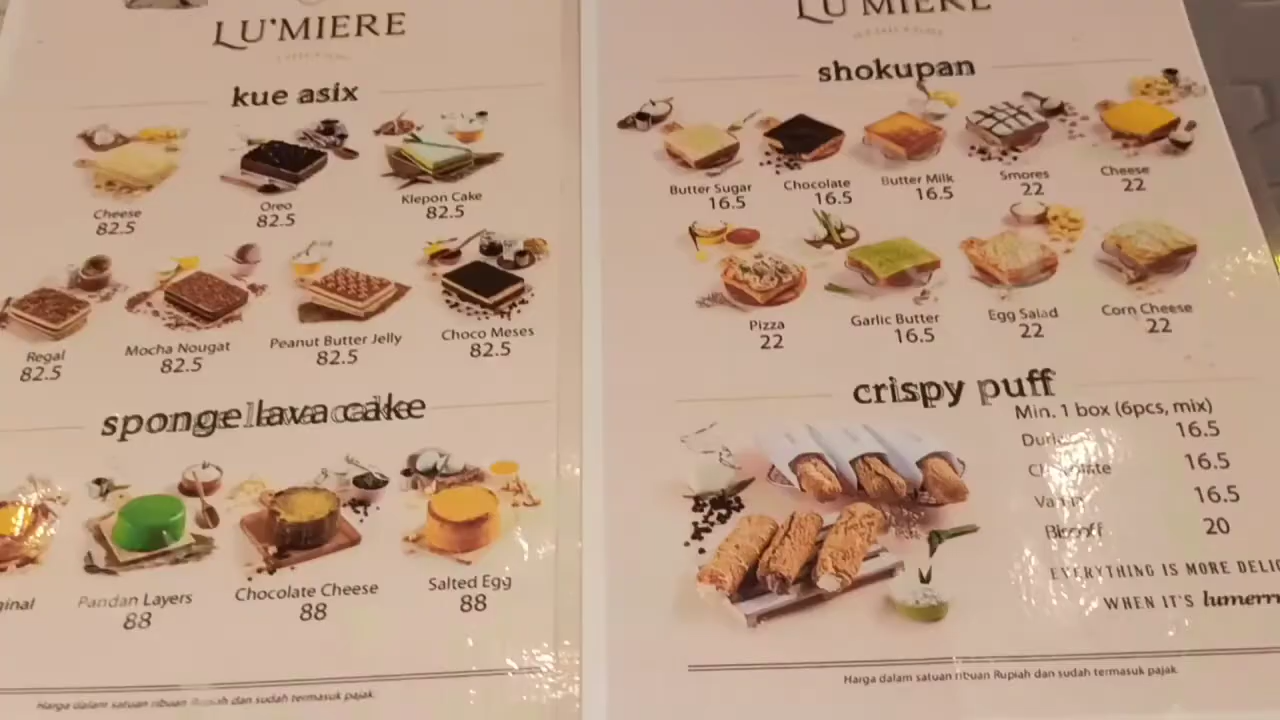 LU'MIERE
kue asix
Cheese
82.5
Oreo
82.5
Klepon Cake
82.5
Regal
82.5
Mocha Nougat
82.5
Peanut Butter Jelly
82.5
Choco Meses
82.5
sponge lava cake
Pandan Layers
88
Chocolate Cheese
88
Salted Egg
88
Harga dalam satuan ribuan Rupiah dan sudah termasuk pajak.
LU'MIERE
shokupan
Butter Sugar
16.5
Chocolate
16.5
Butter Milk
16.5
Smores
22
Cheese
22
Pizza
22
Garlic Butter
16.5
Egg Salad
22
Corn Cheese
22
crispy puff
Min. 1 box (6pcs, mix)
16.5
16.5
16.5
Biscoff 20
EVERYTHING IS MORE
WHEN IT'S
Harga dalam satuan ribuan Rupiah dan sudah termasuk pajak.